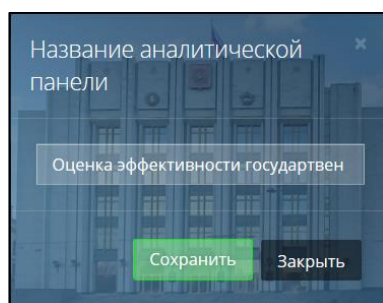 Название аналитической
панели
Оценка эффективности государтвен
Сохранить
Закрыть